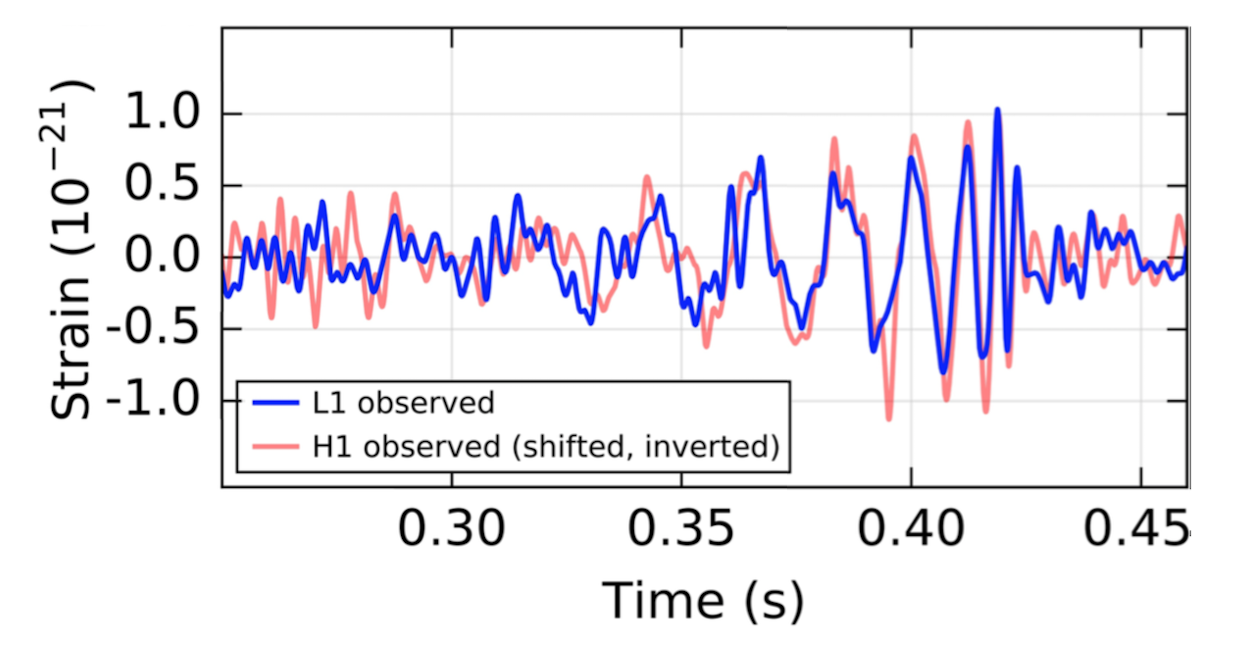 Strain (10⁻²¹)
1.0
0.5
0.0
-0.5
-1.0
L1 observed
H1 observed (shifted, inverted)
0.30 0.35 0.40 0.45
Time (s)